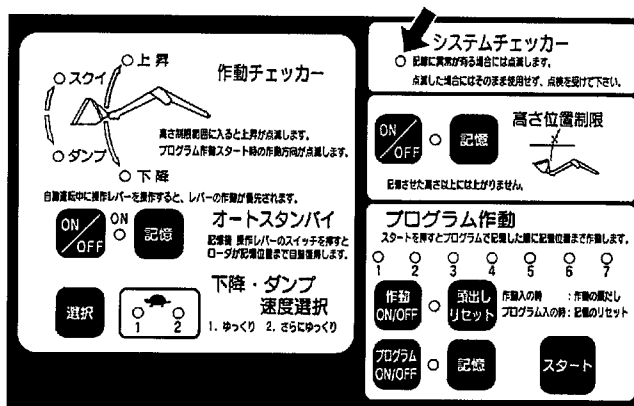 上昇
スクイ
作動チェッカー
高さ制限範囲に入ると上昇が点滅します。
プログラム作動スタート時の作動方向が点滅します。
ダンプ
下降
自動運転中に操作レバーを操作すると、レバーの作動が優先されます。
ON/OFF
ON
記憶
オートスタンバイ
記憶後 操作レバーのスイッチを押すと
ローダが記憶位置まで自動復帰します。
選択
1 2
下降・ダンプ
速度選択
1. ゆっくり 2. さらにゆっくり
システムチェッカー
記憶に異常が有る場合には点滅します。
点滅した場合にはそのまま使用せず、点検を受けて下さい。
ON/OFF
記憶
高さ位置制限
記憶させた高さ以上には上がりません。
プログラム作動
スタートを押すとプログラムで記憶した順に記憶位置まで作動します。
1 2 3 4 5 6 7
作動
ON/OFF
頭出し
リセット
作動入の時 :作動の頭だし
プログラム入の時:記憶のリセット
プログラム
ON/OFF
記憶
スタート